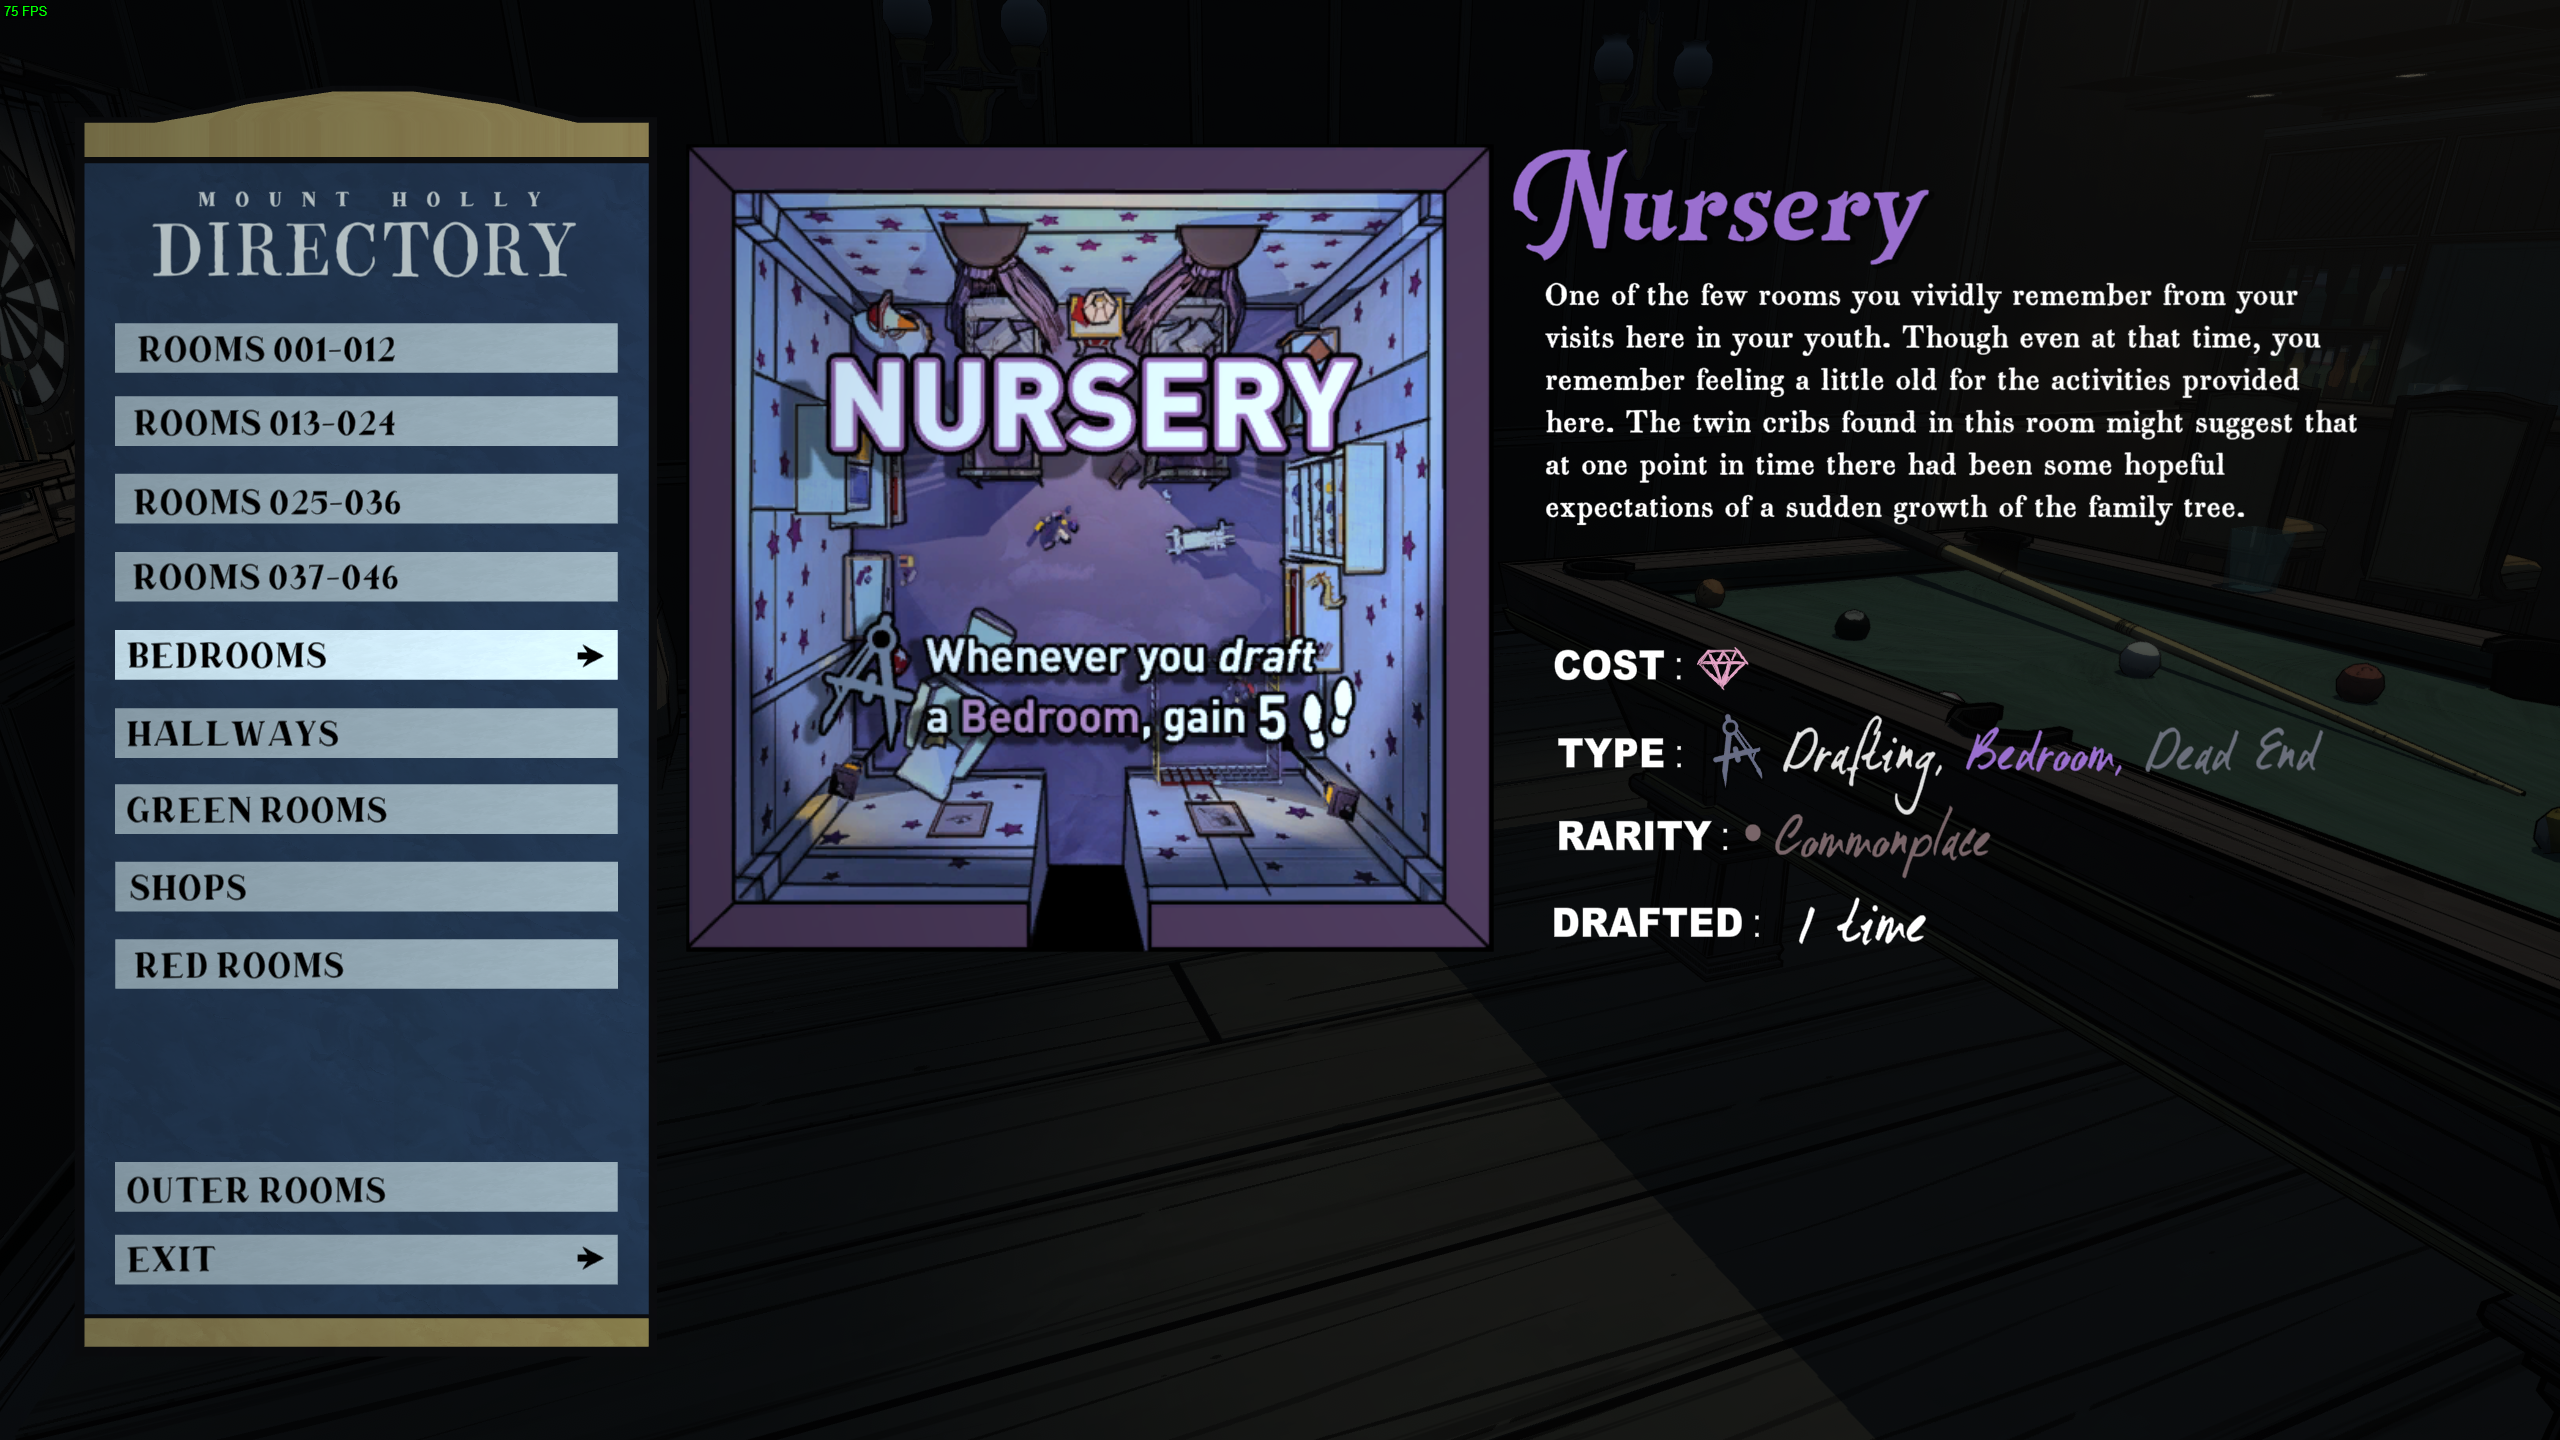 75 FPS
MOUNT HOLLY
DIRECTORY
ROOMS 001-012
ROOMS 013-024
ROOMS 025-036
ROOMS 037-046
BEDROOMS
HALLWAYS
GREEN ROOMS
SHOPS
RED ROOMS
OUTER ROOMS
EXIT
NURSERY
Whenever you draft
a Bedroom, gain 5
Nursery
One of the few rooms you vividly remember from your
visits here in your youth. Though even at that time, you
remember feeling a little old for the activities provided
here. The twin cribs found in this room might suggest that
at one point in time there had been some hopeful
expectations of a sudden growth of the family tree.
COST :
TYPE : Drafting, Bedroom, Dead End
RARITY : • Commonplace
DRAFTED : 1 time